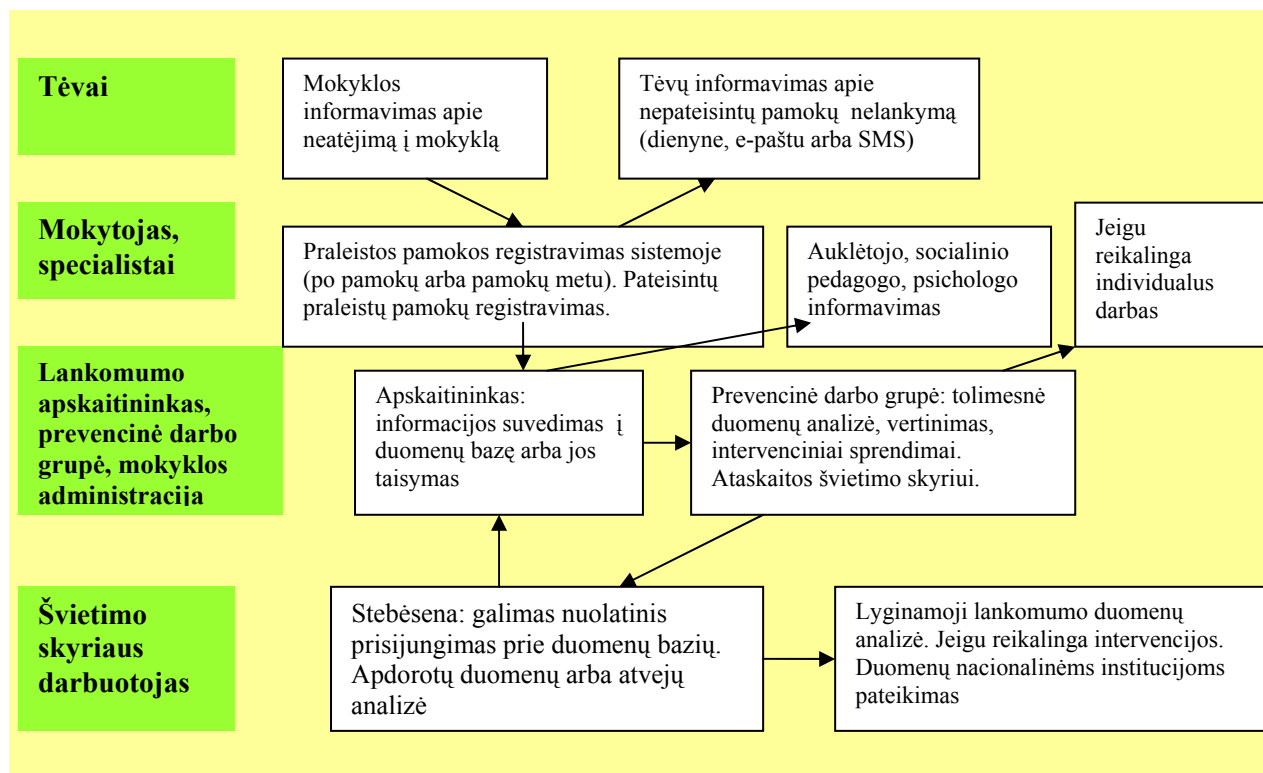 Tėvai
Mokyklos
informavimas apie
neatėjimą į mokyklą
Tėvų informavimas apie
nepateisintų pamokų nelankymą
(dienyne, e-paštu arba SMS)
Mokytojas,
specialistai
Praleistos pamokos registravimas sistemoje
(po pamokų arba pamokų metu). Pateisintų
praleistų pamokų registravimas.
Auklėtojo, socialinio
pedagogo, psichologo
informavimas
Jeigu
reikalinga
individualus
darbas
Lankomumo
apskaitininkas,
prevencinė darbo
grupė, mokyklos
administracija
Apskaitininkas:
informacijos suvedimas į
duomenų bazę arba jos
taisymas
Prevencinė darbo grupė: tolimesnė
duomenų analizė, vertinimas,
intervenciniai sprendimai.
Ataskaitos švietimo skyriui.
Švietimo
skyriaus
darbuotojas
Stebėsena: galimas nuolatinis
prisijungimas prie duomenų bazių.
Apdorotų duomenų arba atvejų
analizė
Lyginamoji lankomumo duomenų
analizė. Jeigu reikalinga intervencijos.
Duomenų nacionalinėms institucijoms
pateikimas